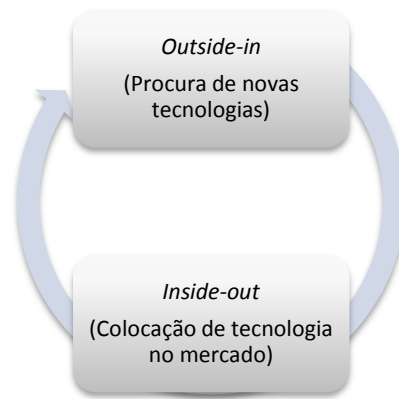 Outside-in
(Procura de novas
tecnologias)
Inside-out
(Colocação de tecnologia
no mercado)